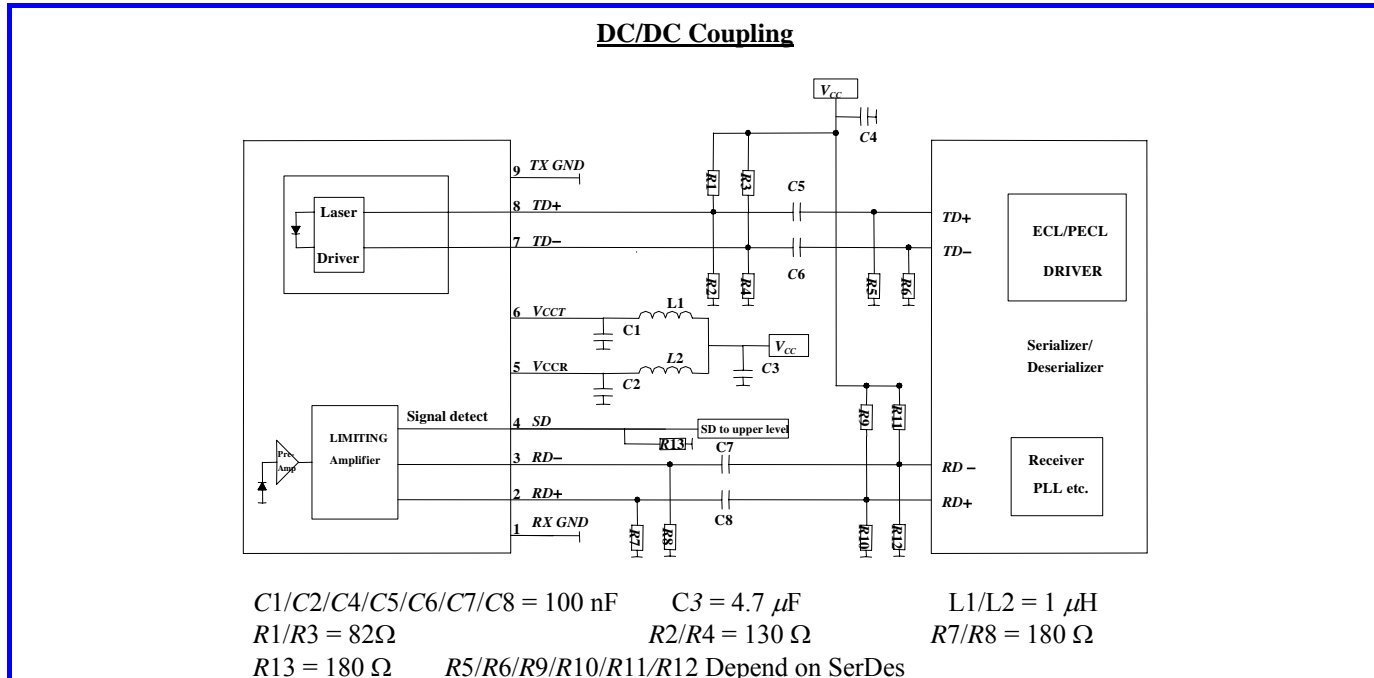 DC/DC Coupling
VCC
C4
9 TX GND
R1
R3
C5
Laser
Driver
8 TD+
7 TD−
TD+
TD−
C6
R2
R4
R5
R6
ECL/PECL
DRIVER
6 VCCT
L1
C1
VCC
5 VCCR
L2
C2
C3
Serializer/
Deserializer
Signal detect
4 SD
SD to upper level
R13
R9
R11
LIMITING
Amplifier
Pre-
Amp
C7
3 RD−
RD −
Receiver
PLL etc.
2 RD+
RD+
C8
1 RX GND
R7
R8
R10
R12
C1/C2/C4/C5/C6/C7/C8 = 100 nF C3 = 4.7 μF L1/L2 = 1 μH
R1/R3 = 82Ω R2/R4 = 130 Ω R7/R8 = 180 Ω
R13 = 180 Ω R5/R6/R9/R10/R11/R12 Depend on SerDes